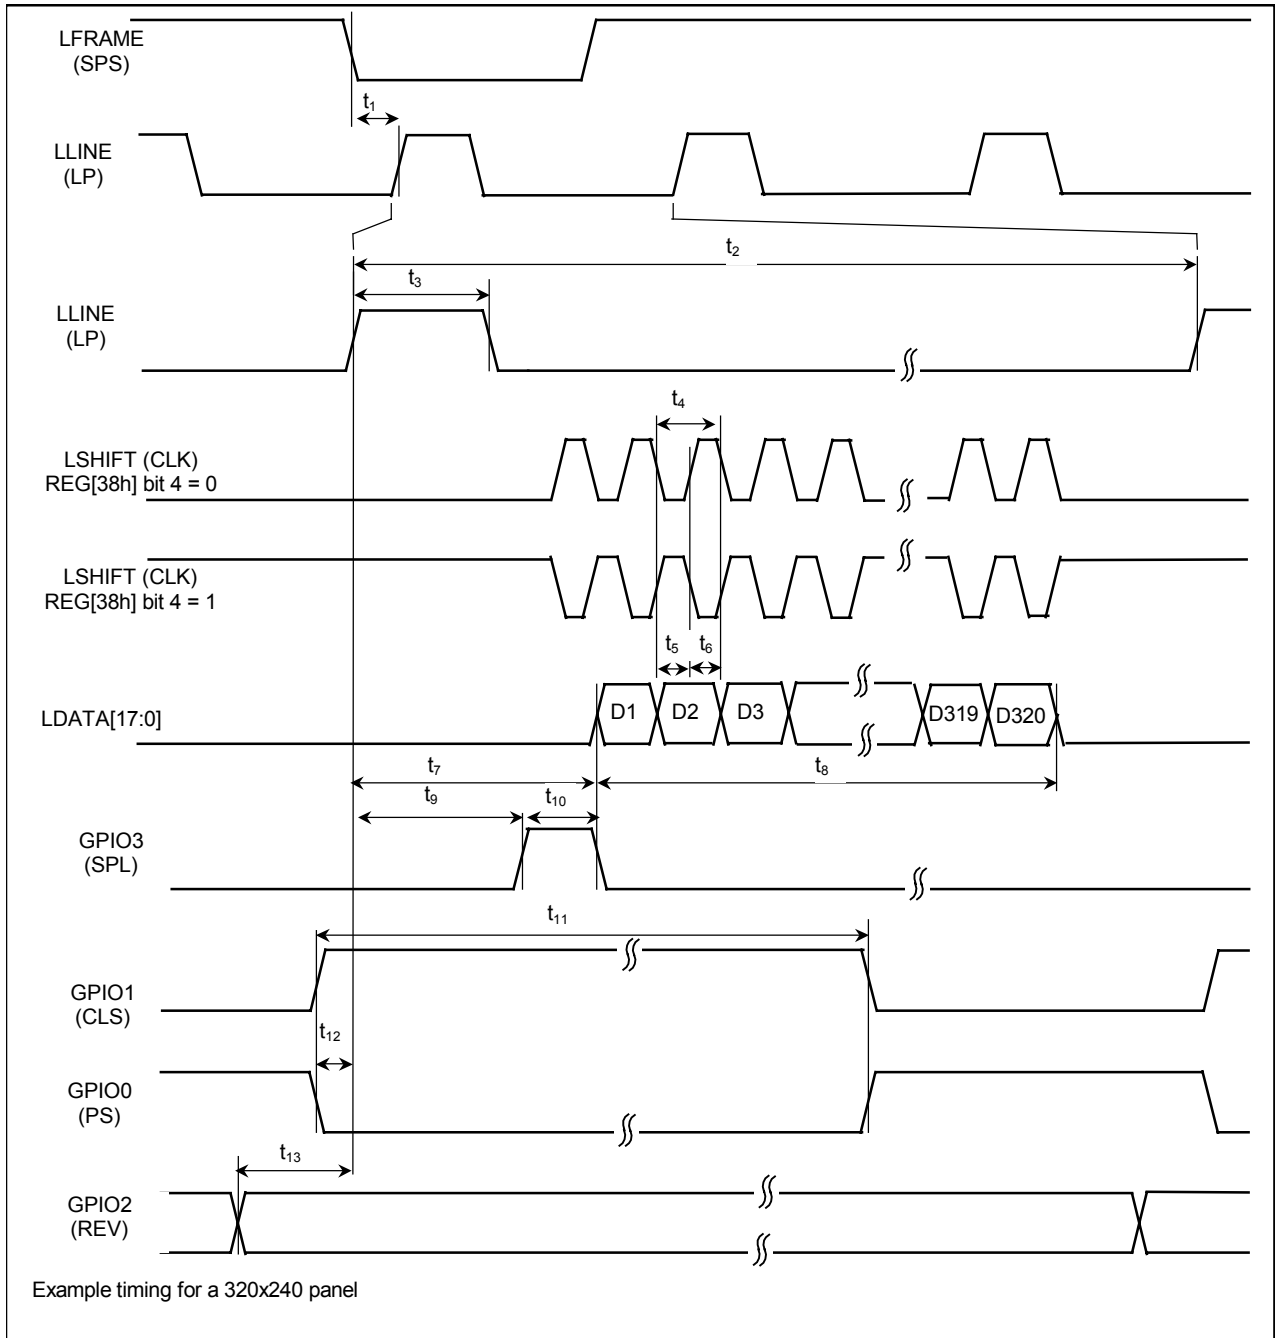 LFRAME
(SPS)
t1
LLINE
(LP)
t2
t3
LLINE
(LP)
t4
LSHIFT (CLK)
REG[38h] bit 4 = 0
LSHIFT (CLK)
REG[38h] bit 4 = 1
t5 t6
LDATA[17:0]
D1 D2 D3 D319 D320
t7 t8
t9 t10
GPIO3
(SPL)
t11
GPIO1
(CLS)
t12
GPIO0
(PS)
t13
GPIO2
(REV)
Example timing for a 320x240 panel